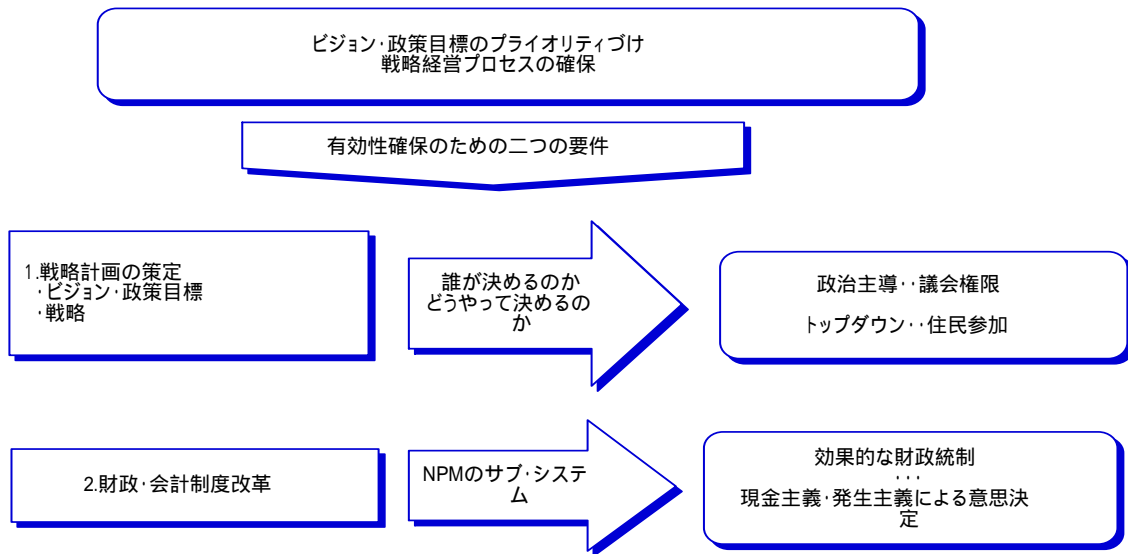 ビジョン・政策目標のプライオリティづけ
戦略経営プロセスの確保
有効性確保のための二つの要件
1.戦略計画の策定
・ビジョン・政策目標
・戦略
誰が決めるのか
どうやって決めるの
か
政治主導・・議会権限
トップダウン・・住民参加
2.財政・会計制度改革
NPMのサブ・システ
ム
効果的な財政統制
・・・
現金主義・発生主義による意思決
定